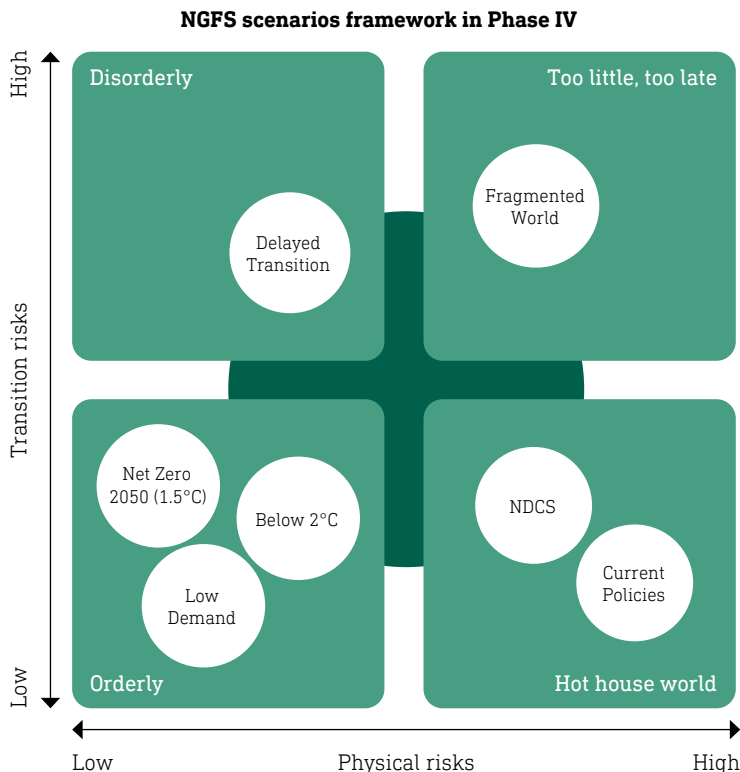 NGFS scenarios framework in Phase IV
High
Disorderly
Too little, too late
Fragmented
World
Delayed
Transition
Transition risks
Net Zero
2050 (1.5°C)
Below 2°C
NDCS
Low
Demand
Current
Policies
Low
Orderly
Hot house world
Low
Physical risks
High